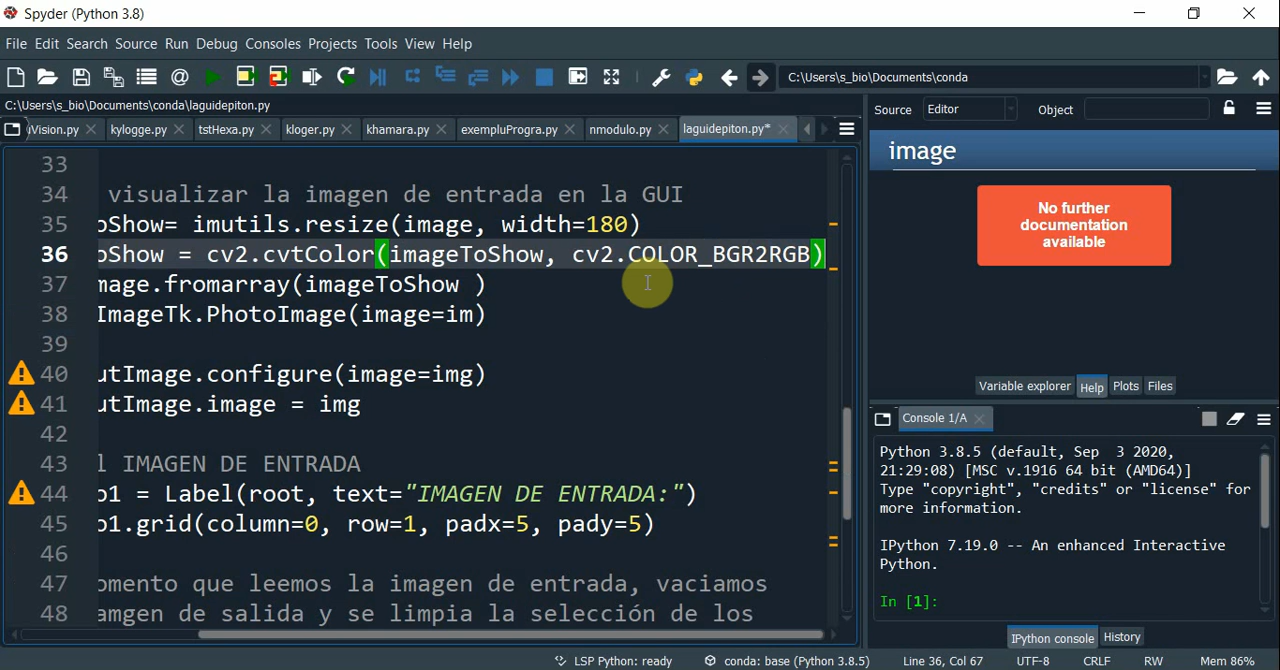 Spyder (Python 3.8)
File Edit Search Source Run Debug Consoles Projects Tools View Help
C:\Users\s_bio\Documents\conda
C:\Users\s_bio\Documents\conda\laguidepiton.py
Vision.py kylogge.py tstHexa.py kloger.py khamara.py exempluProgra.py nmodulo.py laguidepiton.py*
33
34 visualizar la imagen de entrada en la GUI
35 oShow= imutils.resize(image, width=180)
36 oShow = cv2.cvtColor(imageToShow, cv2.COLOR_BGR2RGB)
37 mage.fromarray(imageToShow )
38 ImageTk.PhotoImage(image=im)
39
40 utImage.configure(image=img)
41 utImage.image = img
42
43 l IMAGEN DE ENTRADA
44 o1 = Label(root, text="IMAGEN DE ENTRADA:")
45 o1.grid(column=0, row=1, padx=5, pady=5)
46
47 omento que leemos la imagen de entrada, vaciamos
48 amgen de salida y se limpia la selección de los
Source Editor Object
image
No further
documentation
available
Variable explorer Help Plots Files
Console 1/A
Python 3.8.5 (default, Sep 3 2020,
21:29:08) [MSC v.1916 64 bit (AMD64)]
Type "copyright", "credits" or "license" for
more information.
IPython 7.19.0 -- An enhanced Interactive
Python.
In [1]:
IPython console History
LSP Python: ready conda: base (Python 3.8.5) Line 36, Col 67 UTF-8 CRLF RW Mem 86%